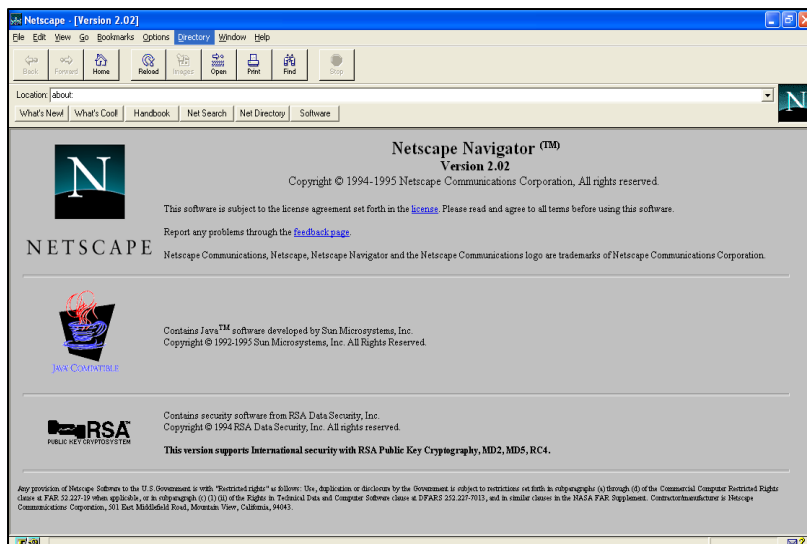 Netscape - [Version 2.02]
File Edit View Go Bookmarks Options Directory Window Help
Back Forward Home Reload Images Open Print Find Stop
Location: about:
N
What's New! What's Cool! Handbook Net Search Net Directory Software
N
NETSCAPE
Netscape Navigator (TM)
Version 2.02
Copyright © 1994-1995 Netscape Communications Corporation, All rights reserved.
This software is subject to the license agreement set forth in the license. Please read and agree to all terms before using this software.
Report any problems through the feedback page.
Netscape Communications, Netscape, Netscape Navigator and the Netscape Communications logo are trademarks of Netscape Communications Corporation.
JAVA COMPATIBLE
Contains Java™ software developed by Sun Microsystems, Inc.
Copyright © 1992-1995 Sun Microsystems, Inc. All Rights Reserved.
RSA
PUBLIC KEY CRYPTOSYSTEM
Contains security software from RSA Data Security, Inc.
Copyright © 1994 RSA Data Security, Inc. All rights reserved.
This version supports International security with RSA Public Key Cryptography, MD2, MD5, RC4.
Any provision of Netscape Software to the U.S.Government is with "Restricted rights" as follows: Use, duplication or disclosure by the Government is subject to restrictions set forth in subparagraphs (a) through (d) of the Commercial Computer Restricted Rights
clause at FAR 52.227-19 when applicable, or in subparagraph (c) (1) (ii) of the Rights in Technical Data and Computer Software clause at DFARS 252.227-7013, and in similar clauses in the NASA FAR Supplement. Contractor/manufacturer is Netscape
Communications Corporation, 501 East Middlefield Road, Mountain View, California, 94043.